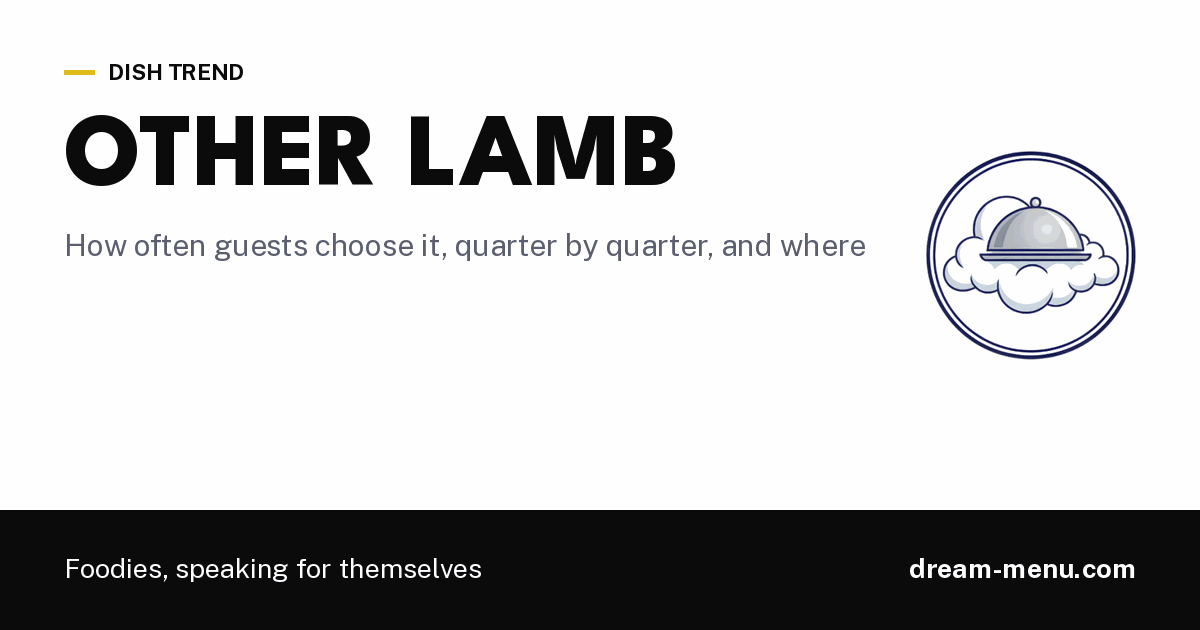 DISH TREND
OTHER LAMB
How often guests choose it, quarter by quarter, and where
Foodies, speaking for themselves
dream-menu.com